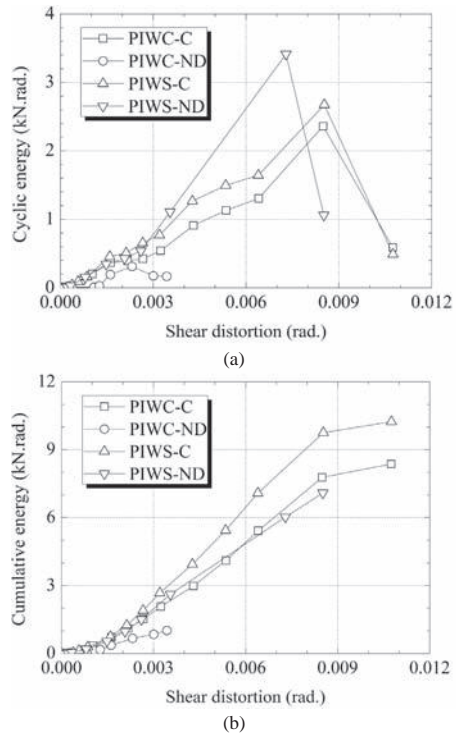 PIWC-C
PIWC-ND
PIWS-C
PIWS-ND
Cyclic energy (kN.rad.)
4
3
2
1
0
0.000 0.003 0.006 0.009 0.012
Shear distortion (rad.)
(a)
PIWC-C
PIWC-ND
PIWS-C
PIWS-ND
Cumulative energy (kN.rad.)
12
9
6
3
0
0.000 0.003 0.006 0.009 0.012
Shear distortion (rad.)
(b)